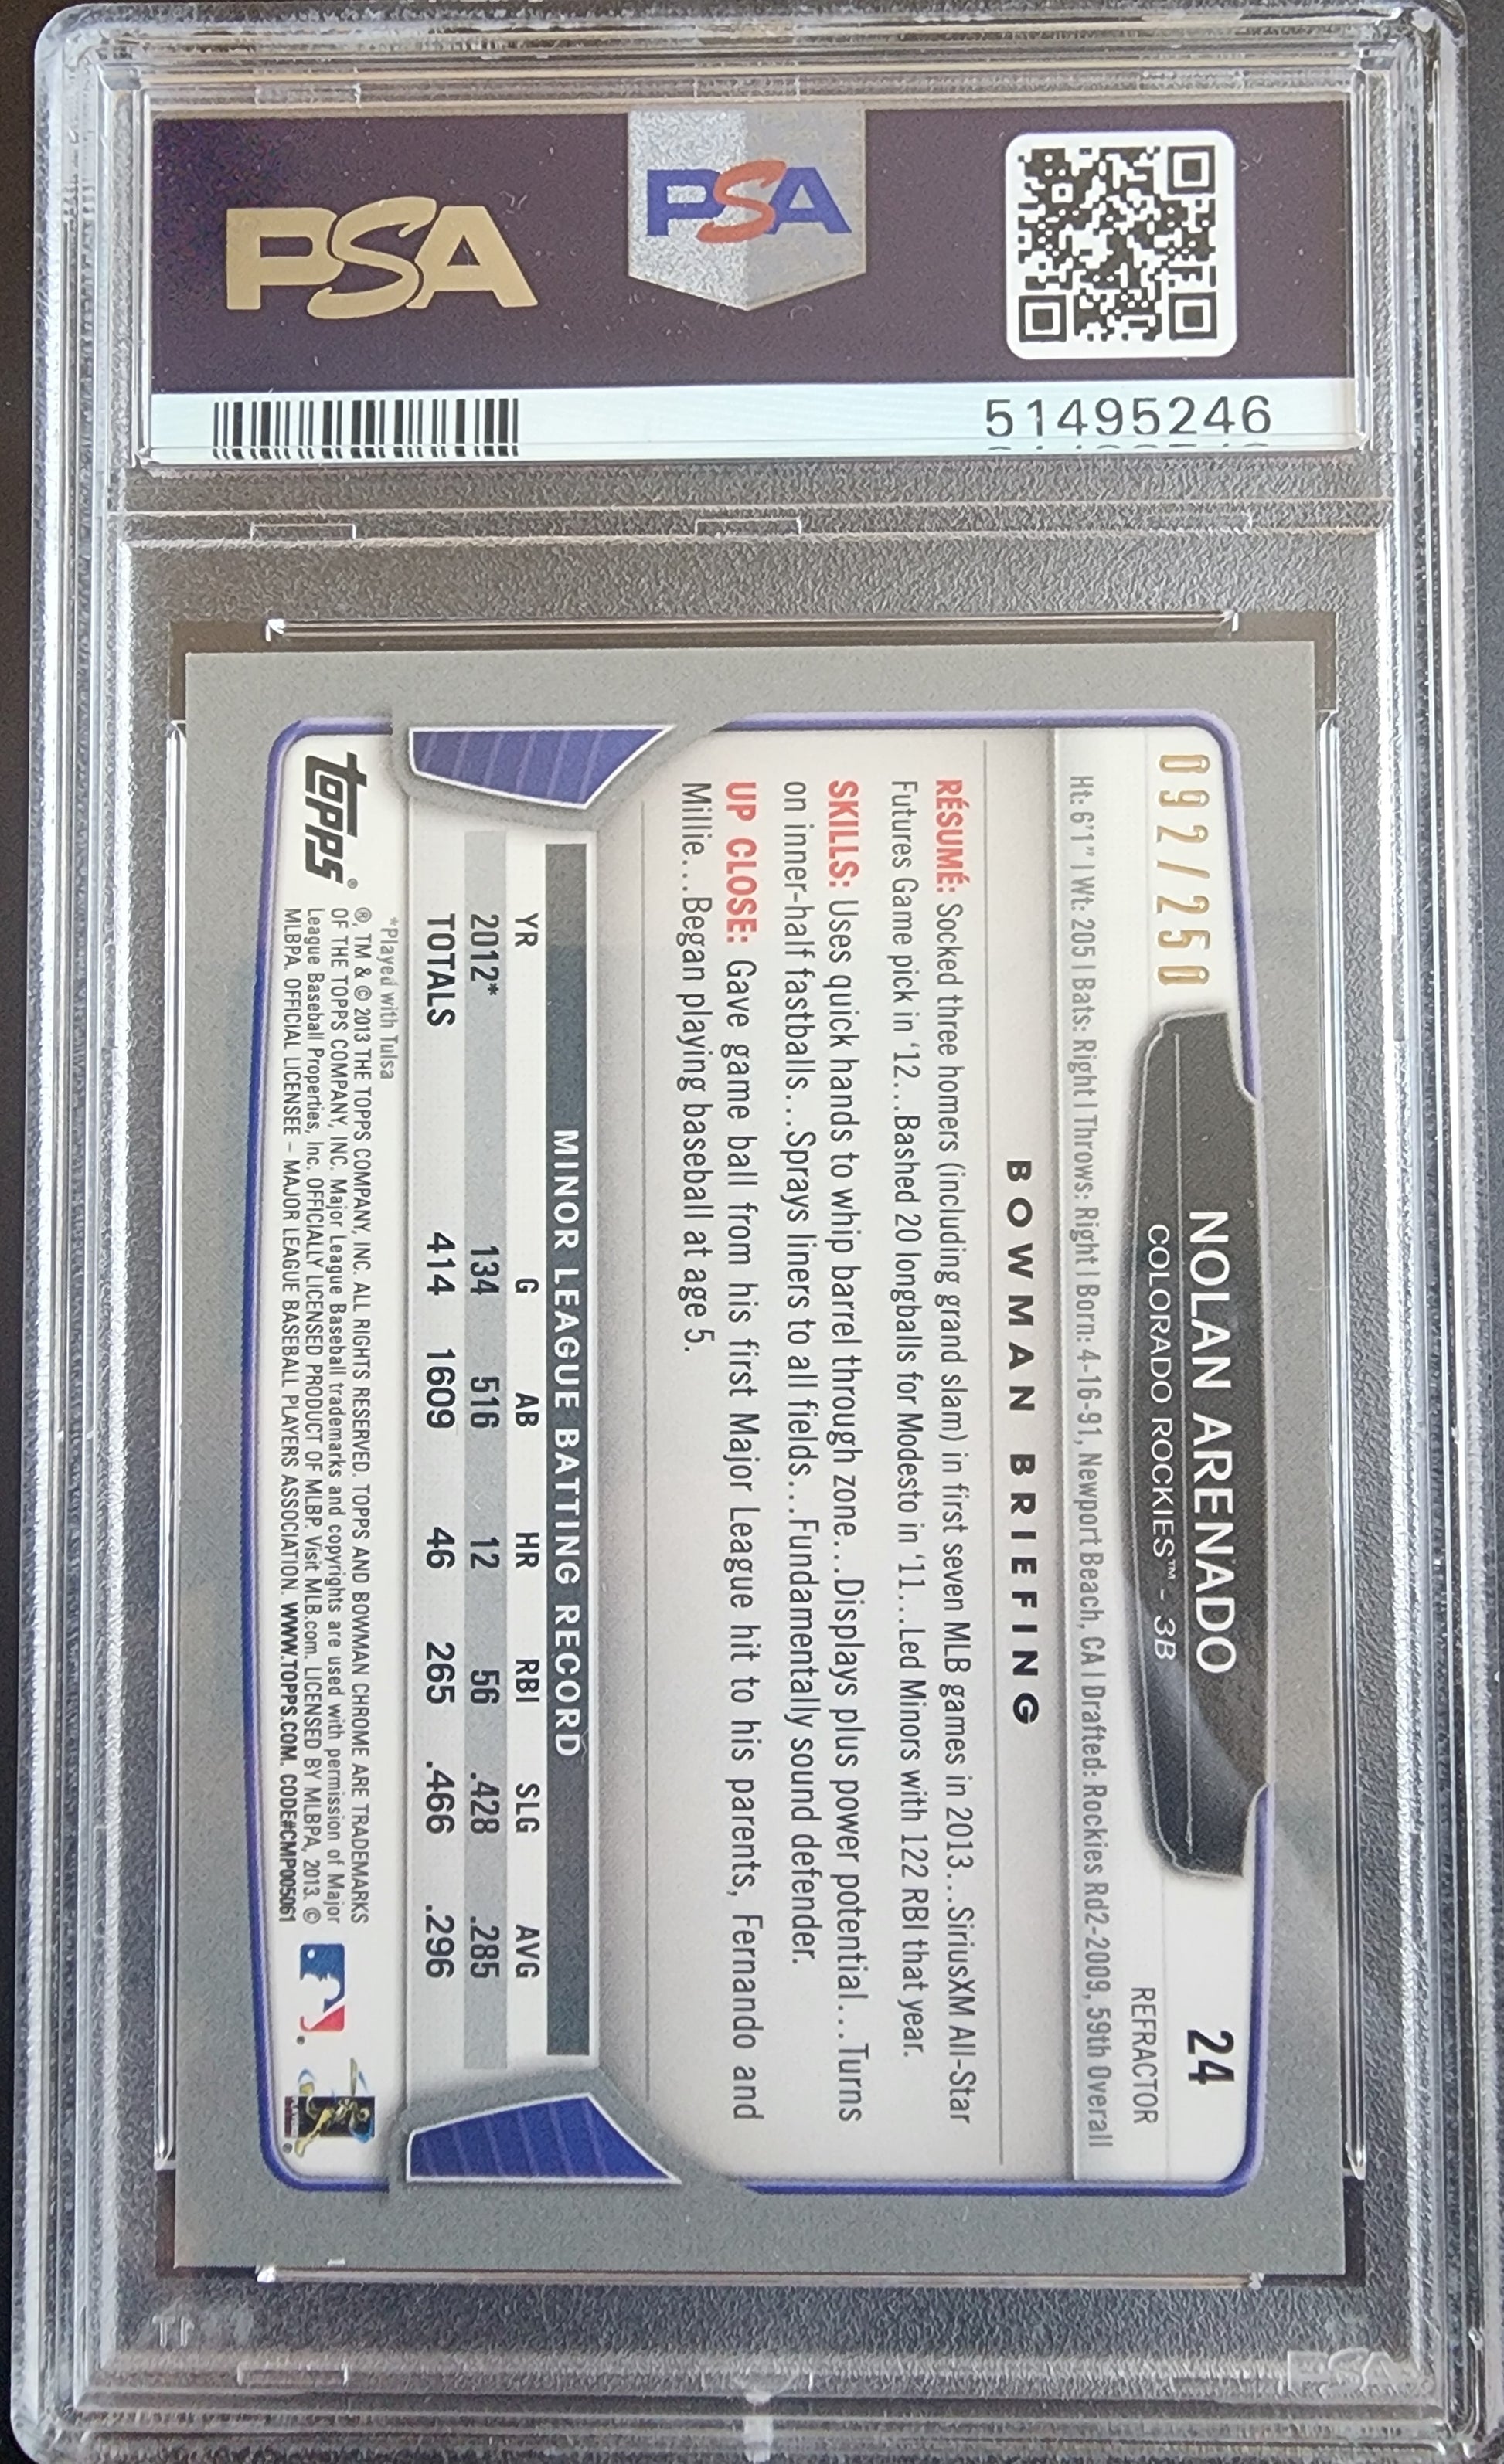 PSA
PSA
51495246
092/250
NOLAN ARENADO
COLORADO ROCKIES™ - 3B
24
REFRACTOR
Ht: 6'1" | Wt: 205 | Bats: Right | Throws: Right | Born: 4-16-91, Newport Beach, CA | Drafted: Rockies Rd2-2009, 59th Overall
BOWMAN BRIEFING
RÉSUMÉ: Socked three homers (including grand slam) in first seven MLB games in 2013...SiriusXM All-Star
Futures Game pick in '12...Bashed 20 longballs for Modesto in '11...Led Minors with 122 RBI that year.
SKILLS: Uses quick hands to whip barrel through zone...Displays plus power potential...Turns
on inner-half fastballs...Sprays liners to all fields...Fundamentally sound defender.
UP CLOSE: Gave game ball from his first Major League hit to his parents, Fernando and
Millie...Began playing baseball at age 5.
MINOR LEAGUE BATTING RECORD
YR G AB HR RBI SLG AVG
2012* 134 516 12 56 .428 .285
TOTALS 414 1609 46 265 .466 .296
*Played with Tulsa
topps®
®, TM & © 2013 THE TOPPS COMPANY, INC. ALL RIGHTS RESERVED. TOPPS AND BOWMAN CHROME ARE TRADEMARKS
OF THE TOPPS COMPANY, INC. Major League Baseball trademarks and copyrights are used with permission of Major
League Baseball Properties, Inc. OFFICIALLY LICENSED PRODUCT OF MLBP. Visit MLB.com. LICENSED BY MLBPA, 2013. ©
MLBPA. OFFICIAL LICENSEE – MAJOR LEAGUE BASEBALL PLAYERS ASSOCIATION. WWW.TOPPS.COM. CODE#CMP005061
PSA